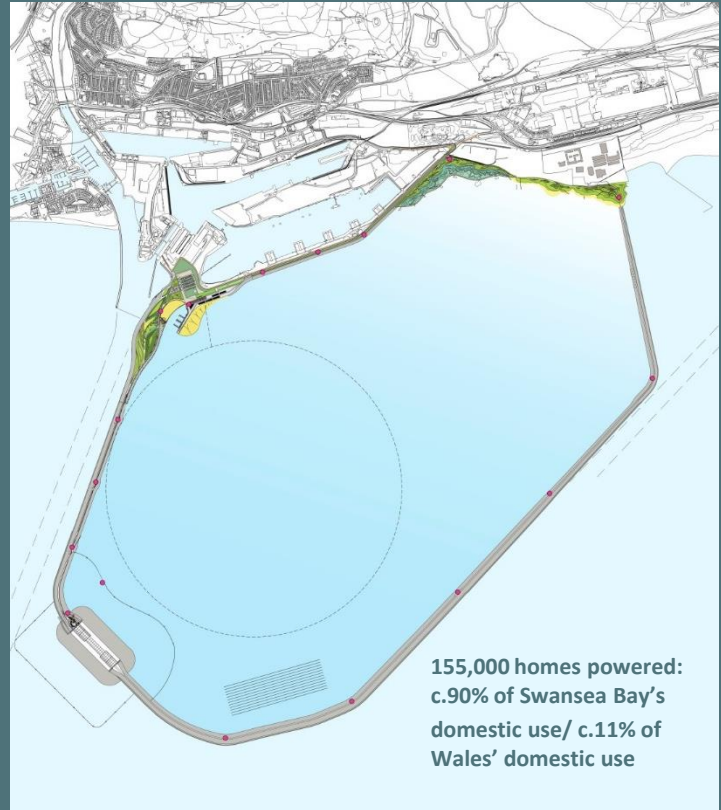 155,000 homes powered:
c.90% of Swansea Bay's
domestic use/ c.11% of
Wales' domestic use